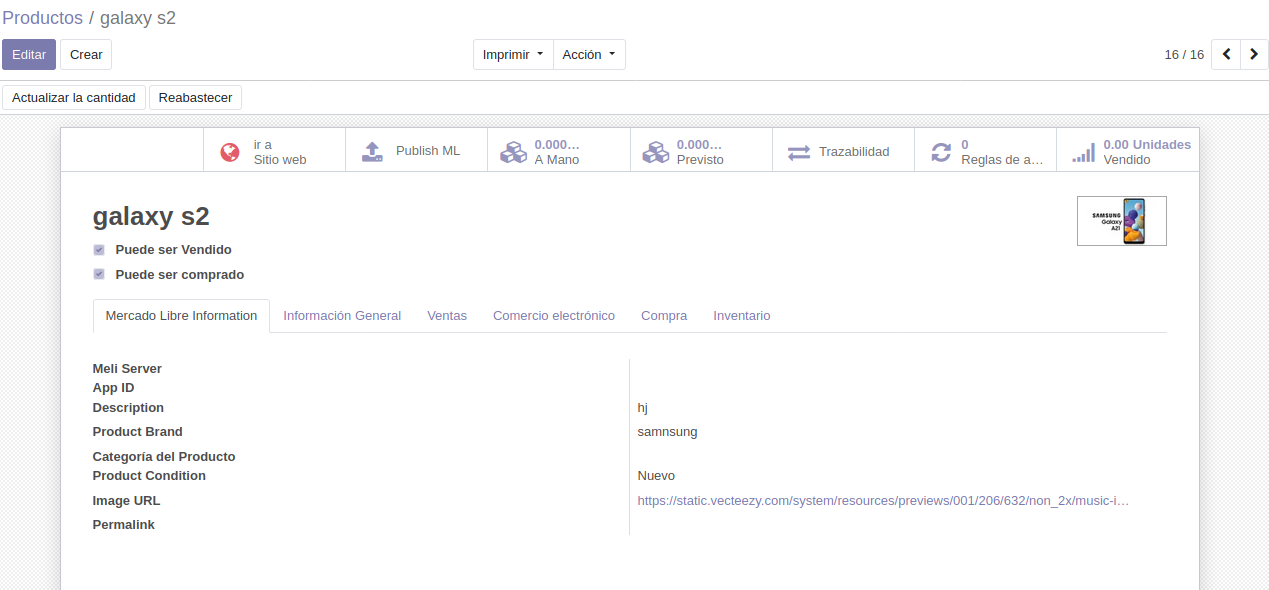 Productos / galaxy s2
Editar Crear Imprimir Acción 16 / 16
Actualizar la cantidad Reabastecer
ir a
Sitio web
Publish ML
0.000…
A Mano
0.000…
Previsto
Trazabilidad
0
Reglas de a…
0.00 Unidades
Vendido
galaxy s2
SAMSUNG
Galaxy
A21
Puede ser Vendido
Puede ser comprado
Mercado Libre Information Información General Ventas Comercio electrónico Compra Inventario
Meli Server
App ID
Description hj
Product Brand samnsung
Categoría del Producto
Product Condition Nuevo
Image URL https://static.vecteezy.com/system/resources/previews/001/206/632/non_2x/music-i…
Permalink